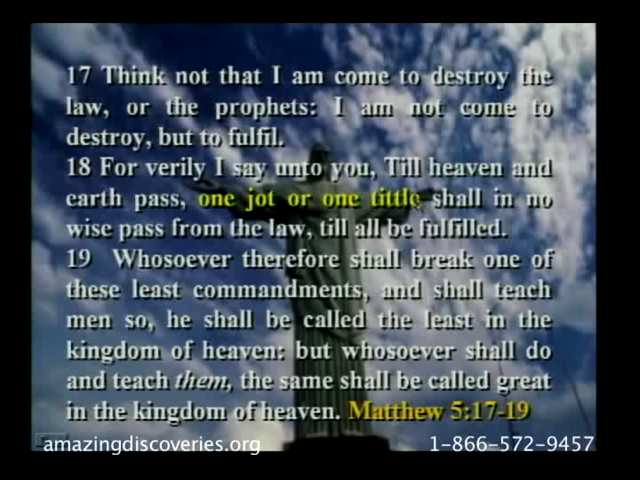 17 Think not that I am come to destroy the
law, or the prophets: I am not come to
destroy, but to fulfil.
18 For verily I say unto you, Till heaven and
earth pass, one jot or one tittle shall in no
wise pass from the law, till all be fulfilled.
19 Whosoever therefore shall break one of
these least commandments, and shall teach
men so, he shall be called the least in the
kingdom of heaven: but whosoever shall do
and teach them, the same shall be called great
in the kingdom of heaven. Matthew 5:17-19
amazingdiscoveries.org 1-866-572-9457